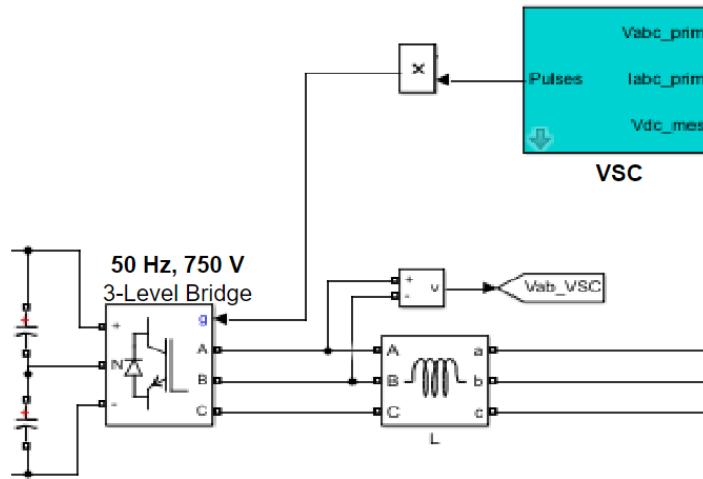 Vabc_prim
Pulses
Iabc_prim
Vdc_mes
×
VSC
50 Hz, 750 V
3-Level Bridge
g
+
A
N
B
-
C
+
-
v
Vab_VSC
A
a
B
b
C
c
L